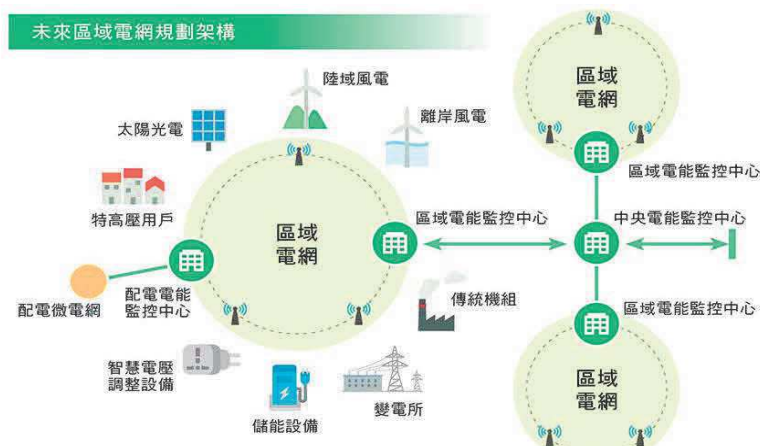 未來區域電網規劃架構
陸域風電
太陽光電
離岸風電
特高壓用戶
區域
電網
區域電能監控中心
配電微電網
配電電能
監控中心
傳統機組
智慧電壓
調整設備
儲能設備
變電所
區域
電網
區域電能監控中心
中央電能監控中心
區域電能監控中心
區域
電網